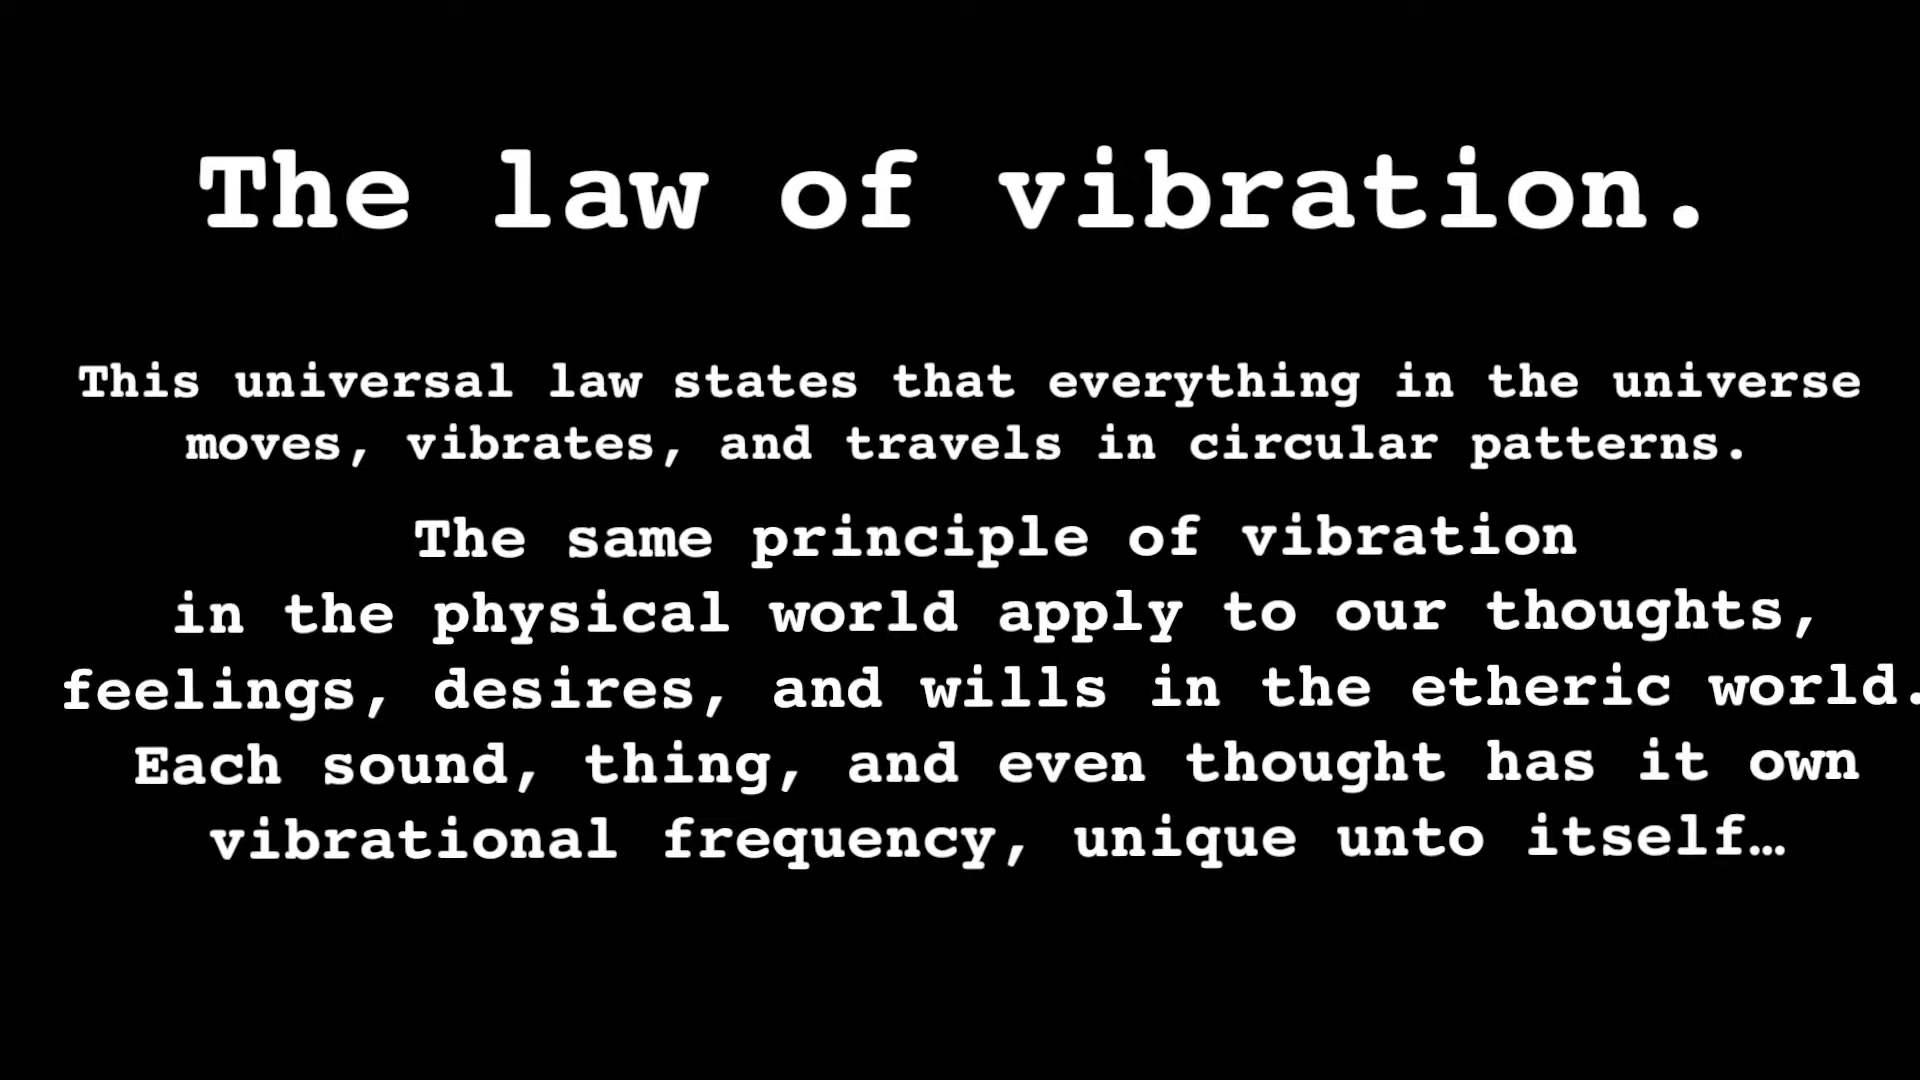 The law of vibration.
This universal law states that everything in the universe
moves, vibrates, and travels in circular patterns.
The same principle of vibration
in the physical world apply to our thoughts,
feelings, desires, and wills in the etheric world.
Each sound, thing, and even thought has it own
vibrational frequency, unique unto itself…